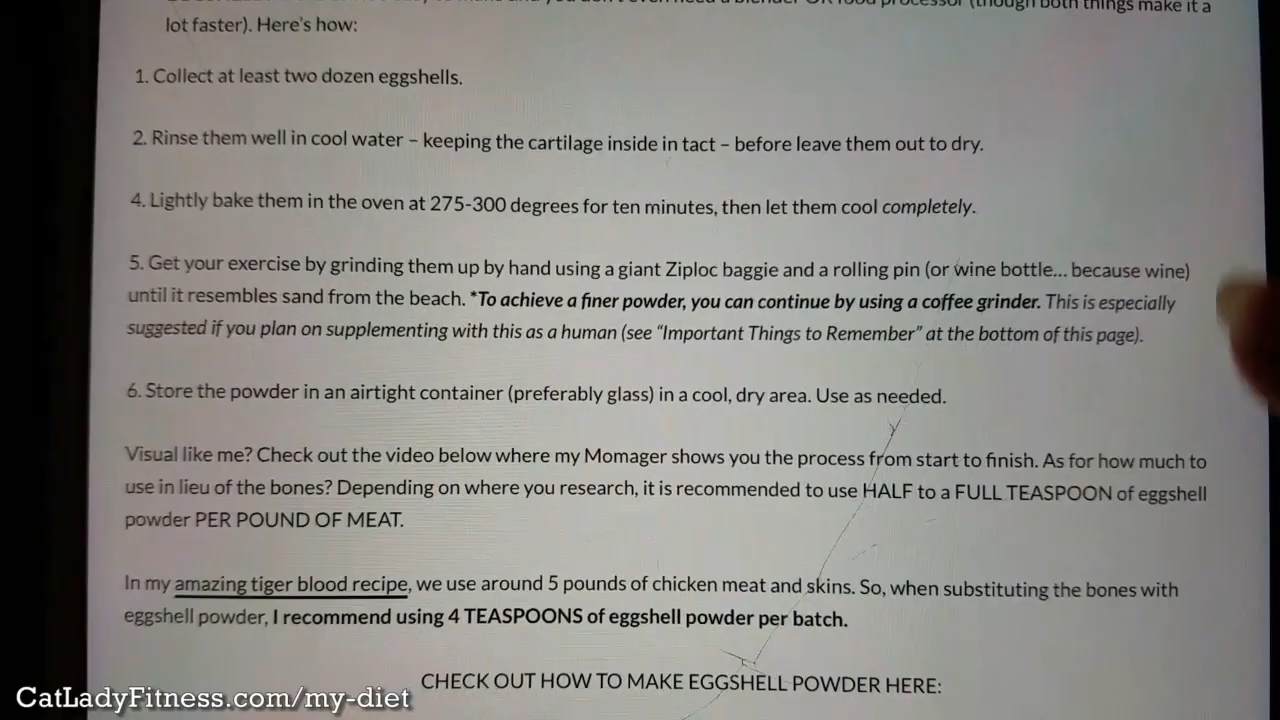 (though both things make it a
lot faster). Here's how:
1. Collect at least two dozen eggshells.
2. Rinse them well in cool water – keeping the cartilage inside in tact – before leave them out to dry.
4. Lightly bake them in the oven at 275-300 degrees for ten minutes, then let them cool completely.
5. Get your exercise by grinding them up by hand using a giant Ziploc baggie and a rolling pin (or wine bottle... because wine)
until it resembles sand from the beach. *To achieve a finer powder, you can continue by using a coffee grinder. This is especially
suggested if you plan on supplementing with this as a human (see "Important Things to Remember" at the bottom of this page).
6. Store the powder in an airtight container (preferably glass) in a cool, dry area. Use as needed.
Visual like me? Check out the video below where my Momager shows you the process from start to finish. As for how much to
use in lieu of the bones? Depending on where you research, it is recommended to use HALF to a FULL TEASPOON of eggshell
powder PER POUND OF MEAT.
In my amazing tiger blood recipe, we use around 5 pounds of chicken meat and skins. So, when substituting the bones with
eggshell powder, I recommend using 4 TEASPOONS of eggshell powder per batch.
CHECK OUT HOW TO MAKE EGGSHELL POWDER HERE:
CatLadyFitness.com/my-diet